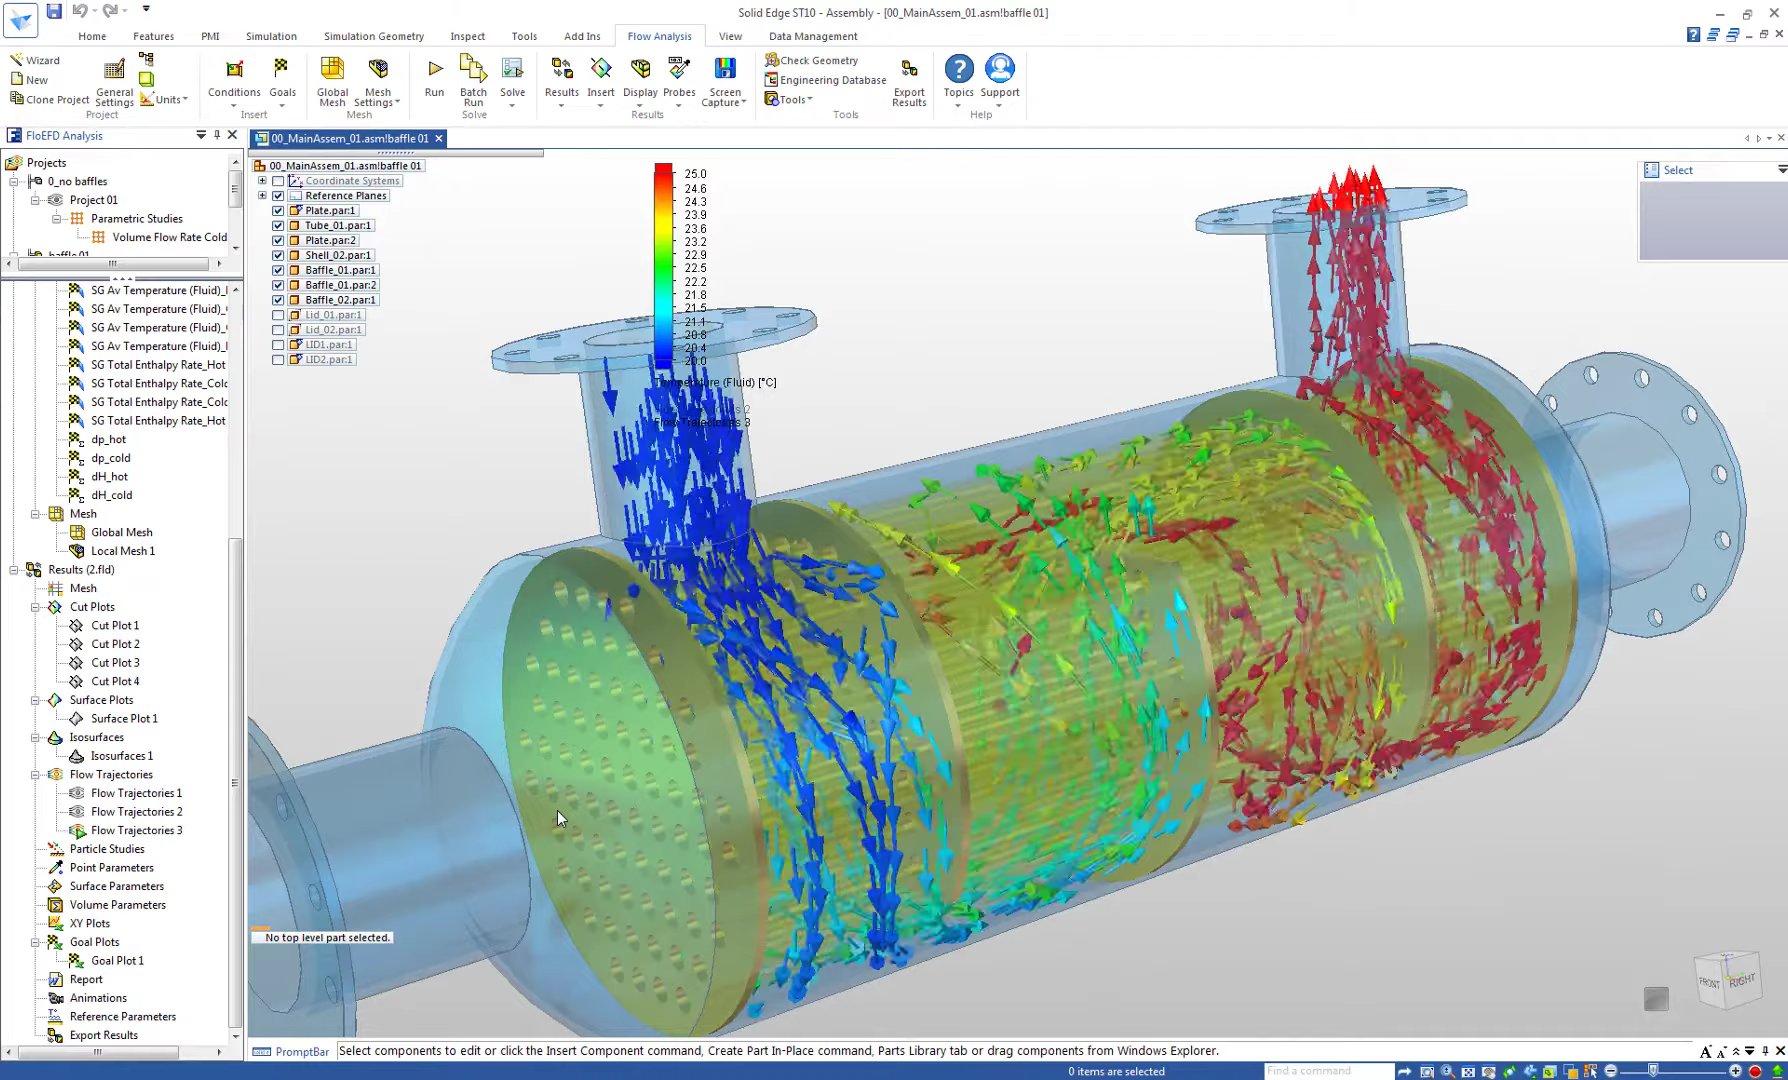 Solid Edge ST10 - Assembly - [00_MainAssem_01.asm!baffle 01]
Home Features PMI Simulation Simulation Geometry Inspect Tools Add Ins Flow Analysis View Data Management
Wizard
New
Clone Project
General Settings
Units
Project
Conditions
Goals
Insert
Global Mesh
Mesh Settings
Mesh
Run
Batch Run
Solve
Solve
Results
Insert
Display
Probes
Screen Capture
Results
Check Geometry
Engineering Database
Tools
Export Results
Tools
Topics
Support
Help
FloEFD Analysis
Projects
0_no baffles
Project 01
Parametric Studies
Volume Flow Rate Cold
baffle 01
SG Av Temperature (Fluid)_
SG Av Temperature (Fluid)_
SG Av Temperature (Fluid)_
SG Av Temperature (Fluid)_
SG Total Enthalpy Rate_Hot
SG Total Enthalpy Rate_Cold
SG Total Enthalpy Rate_Cold
SG Total Enthalpy Rate_Hot
dp_hot
dp_cold
dH_hot
dH_cold
Mesh
Global Mesh
Local Mesh 1
Results (2.fld)
Mesh
Cut Plots
Cut Plot 1
Cut Plot 2
Cut Plot 3
Cut Plot 4
Surface Plots
Surface Plot 1
Isosurfaces
Isosurfaces 1
Flow Trajectories
Flow Trajectories 1
Flow Trajectories 2
Flow Trajectories 3
Particle Studies
Point Parameters
Surface Parameters
Volume Parameters
XY Plots
Goal Plots
Goal Plot 1
Report
Animations
Reference Parameters
Export Results
00_MainAssem_01.asm!baffle 01
00_MainAssem_01.asm!baffle 01
Coordinate Systems
Reference Planes
Plate.par:1
Tube_01.par:1
Plate.par:2
Shell_02.par:1
Baffle_01.par:1
Baffle_01.par:2
Baffle_02.par:1
Lid_01.par:1
Lid_02.par:1
LID1.par:1
LID2.par:1
25.0
24.6
24.3
23.9
23.6
23.2
22.9
22.5
22.2
21.8
21.5
21.1
20.8
20.4
20.0
Temperature (Fluid) [°C]
Flow Trajectories 2
Flow Trajectories 3
Select
No top level part selected.
FRONT
RIGHT
PromptBar
Select components to edit or click the Insert Component command, Create Part In-Place command, Parts Library tab or drag components from Windows Explorer.
0 items are selected
Find a command